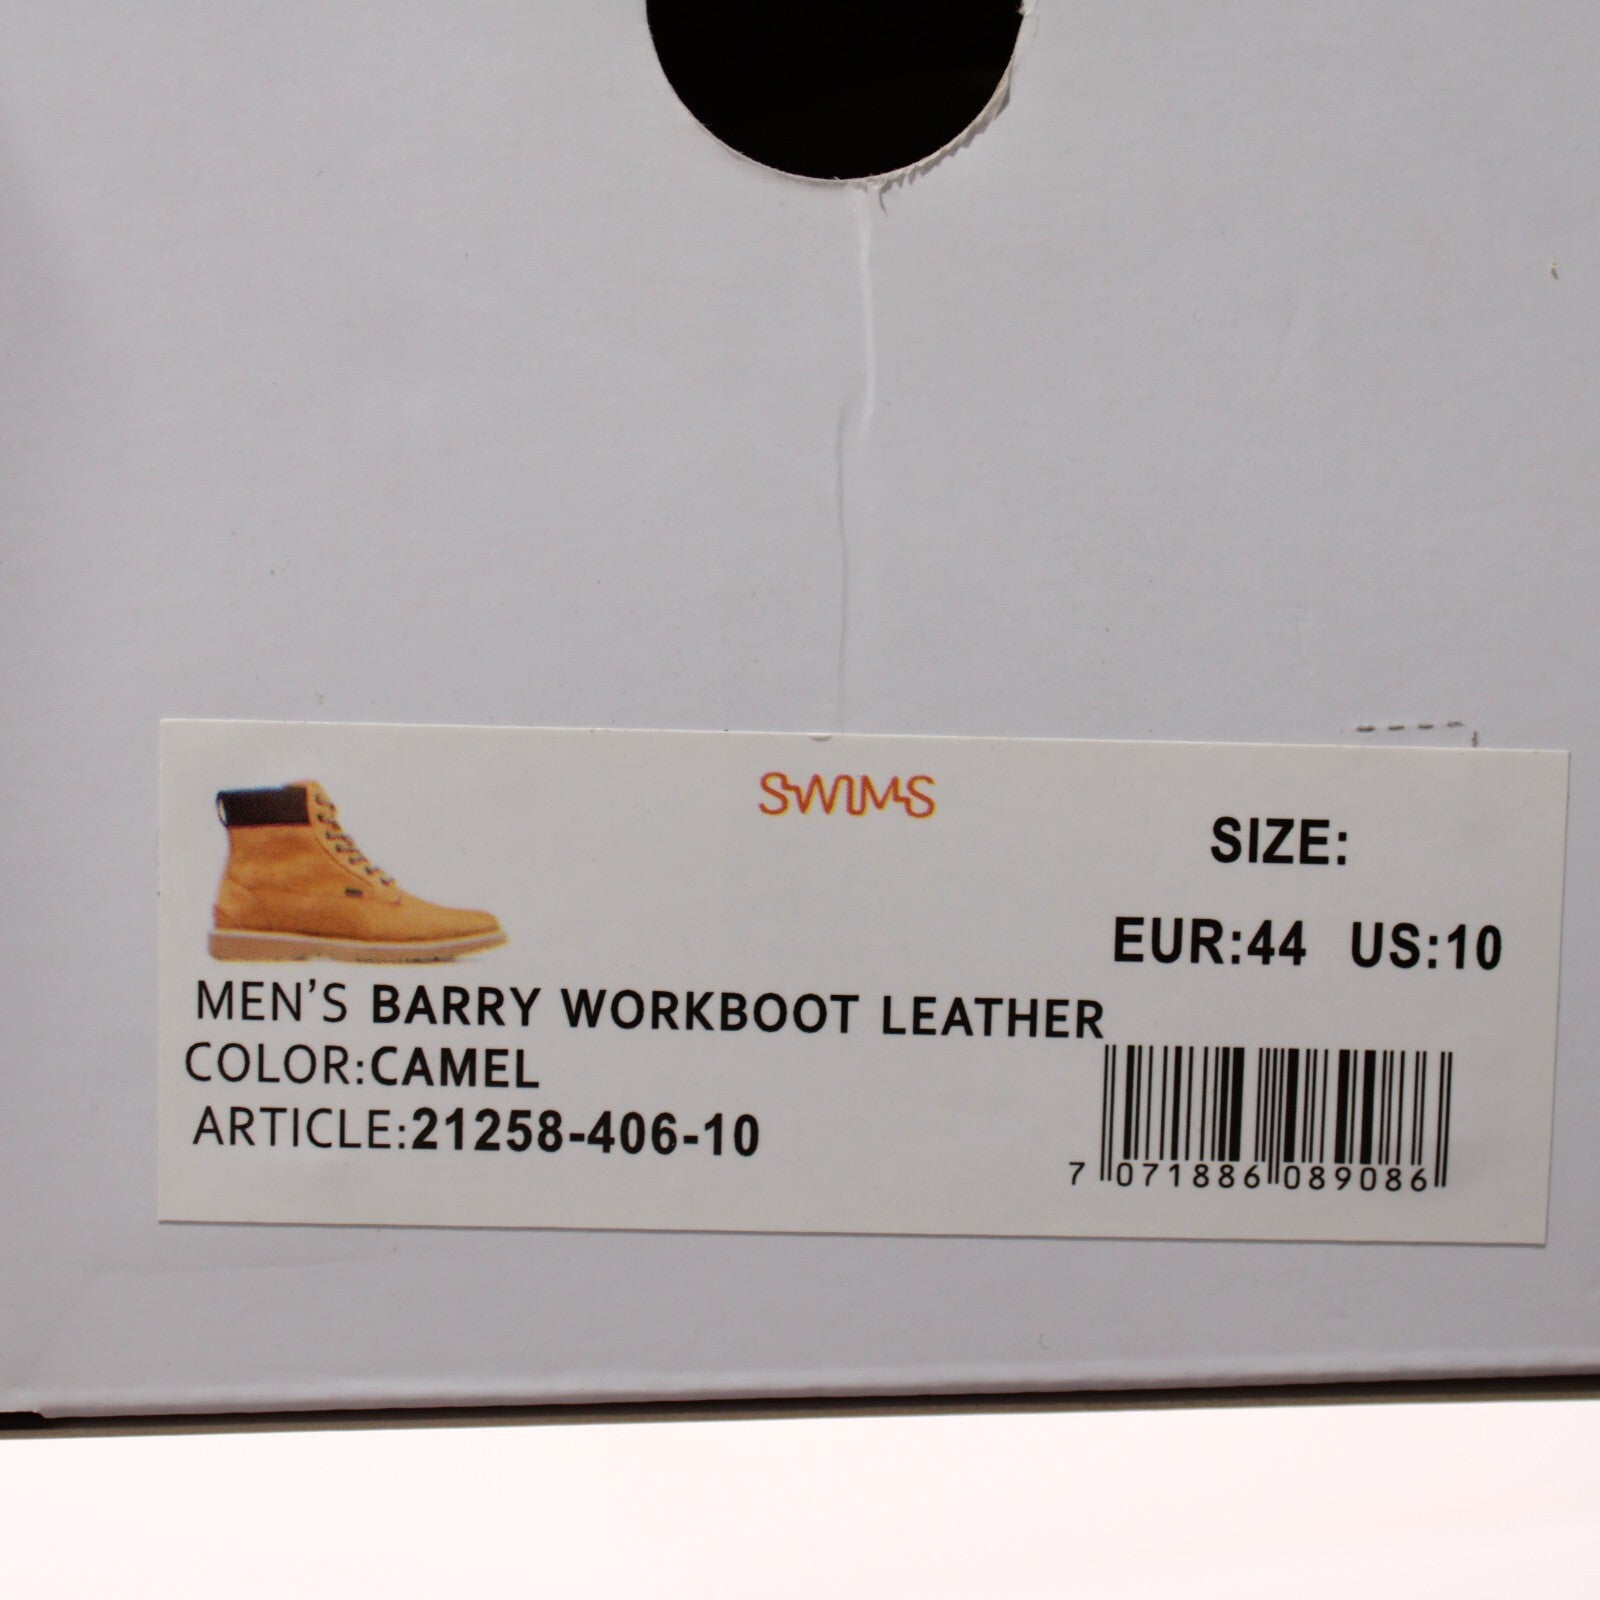 SWIMS
SIZE:
EUR:44 US:10
MEN’S BARRY WORKBOOT LEATHER
COLOR:CAMEL
ARTICLE:21258-406-10
7 071886 089086